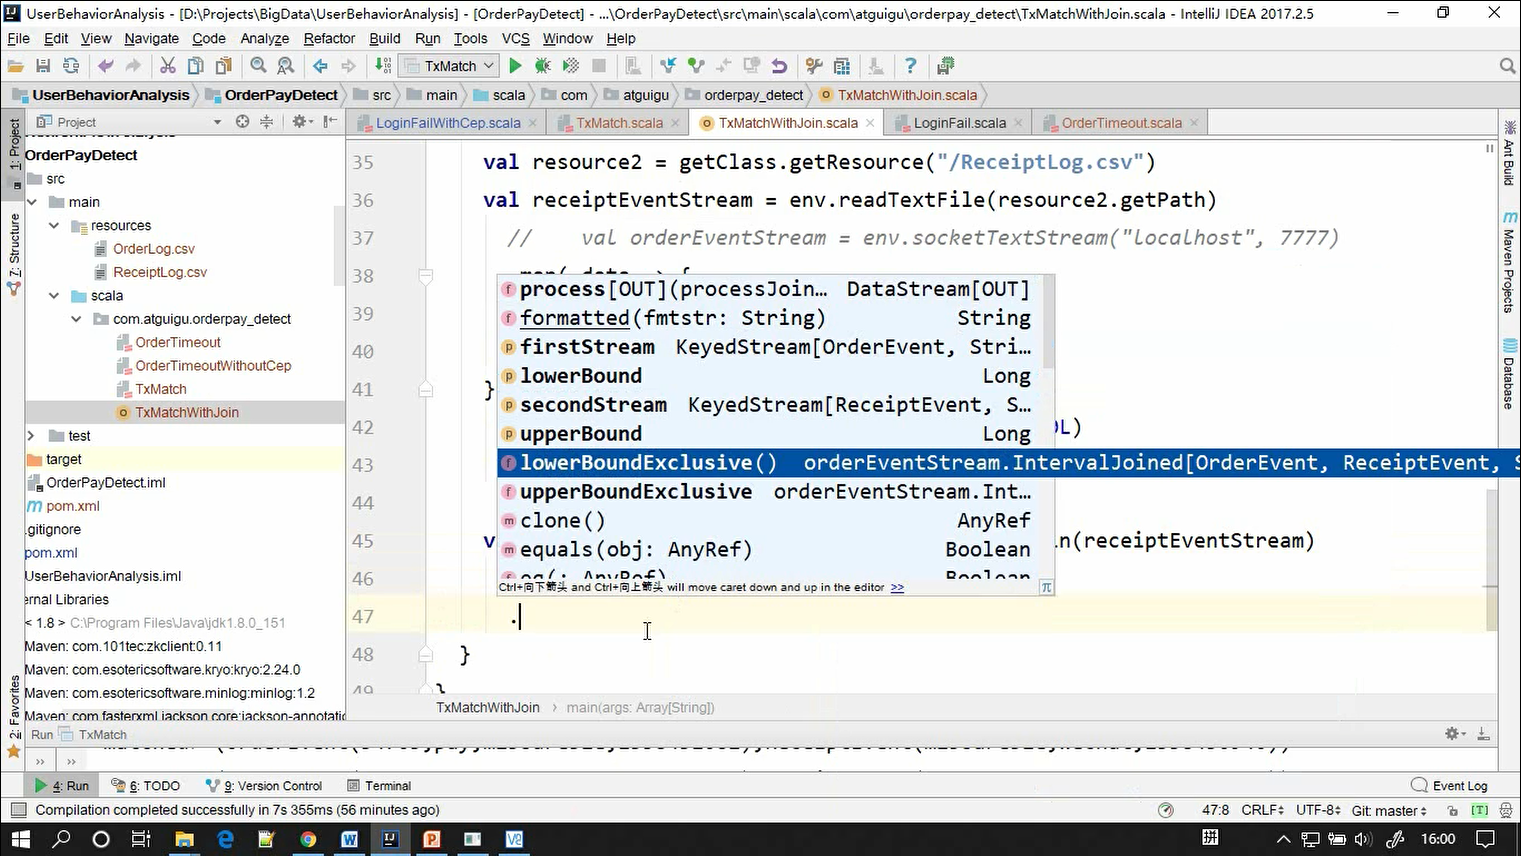 UserBehaviorAnalysis - [D:\Projects\BigData\UserBehaviorAnalysis] - [OrderPayDetect] - ...\OrderPayDetect\src\main\scala\com\atguigu\orderpay_detect\TxMatchWithJoin.scala - IntelliJ IDEA 2017.2.5
File Edit View Navigate Code Analyze Refactor Build Run Tools VCS Window Help
TxMatch
UserBehaviorAnalysis OrderPayDetect src main scala com atguigu orderpay_detect TxMatchWithJoin.scala
Project
LoginFailWithCep.scala TxMatch.scala TxMatchWithJoin.scala LoginFail.scala OrderTimeout.scala
1: Project
7: Structure
2: Favorites
OrderPayDetect
src
main
resources
OrderLog.csv
ReceiptLog.csv
scala
com.atguigu.orderpay_detect
OrderTimeout
OrderTimeoutWithoutCep
TxMatch
TxMatchWithJoin
test
target
OrderPayDetect.iml
pom.xml
.gitignore
pom.xml
UserBehaviorAnalysis.iml
ernal Libraries
< 1.8 > C:\Program Files\Java\jdk1.8.0_151
Maven: com.101tec:zkclient:0.11
Maven: com.esotericsoftware.kryo:kryo:2.24.0
Maven: com.esotericsoftware.minlog:minlog:1.2
Maven: com.fasterxml.jackson.core:jackson-annotatio
35 val resource2 = getClass.getResource("/ReceiptLog.csv")
36 val receiptEventStream = env.readTextFile(resource2.getPath)
37 // val orderEventStream = env.socketTextStream("localhost", 7777)
38
39
40
41 }
42 0L)
43
44
45 v n(receiptEventStream)
46
47 .
48 }
49 }
process[OUT](processJoin… DataStream[OUT]
formatted(fmtstr: String) String
firstStream KeyedStream[OrderEvent, Stri…
lowerBound Long
secondStream KeyedStream[ReceiptEvent, S…
upperBound Long
lowerBoundExclusive() orderEventStream.IntervalJoined[OrderEvent, ReceiptEvent, S
upperBoundExclusive orderEventStream.Int…
clone() AnyRef
equals(obj: AnyRef) Boolean
eq(: AnyRef) Boolean
Ctrl+向下箭头 and Ctrl+向上箭头 will move caret down and up in the editor >>
π
Ant Build
Maven Projects
Database
TxMatchWithJoin main(args: Array[String])
Run TxMatch
4: Run 6: TODO 9: Version Control Terminal Event Log
Compilation completed successfully in 7s 355ms (56 minutes ago) 47:8 CRLF UTF-8 Git: master [T]
拼 16:00